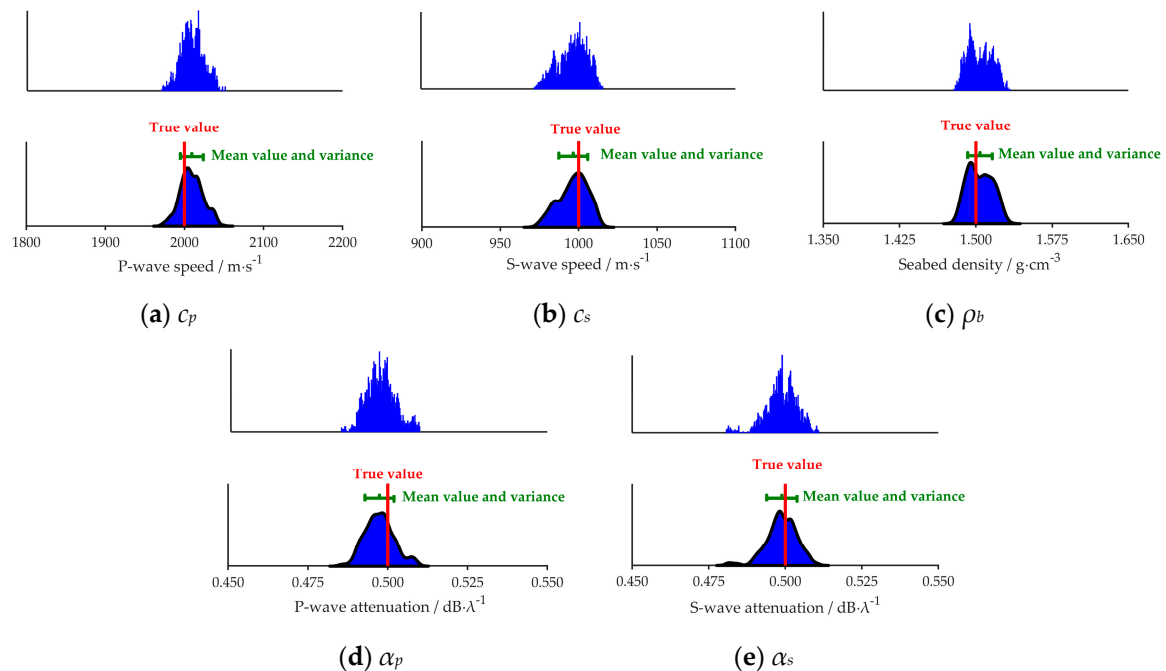 True value
Mean value and variance
1800 1900 2000 2100 2200
P-wave speed / m·s⁻¹
(a) cₚ
True value
Mean value and variance
900 950 1000 1050 1100
S-wave speed / m·s⁻¹
(b) cₛ
True value
Mean value and variance
1.350 1.425 1.500 1.575 1.650
Seabed density / g·cm⁻³
(c) ρb
True value
Mean value and variance
0.450 0.475 0.500 0.525 0.550
P-wave attenuation / dB·λ⁻¹
(d) αₚ
True value
Mean value and variance
0.450 0.475 0.500 0.525 0.550
S-wave attenuation / dB·λ⁻¹
(e) αₛ